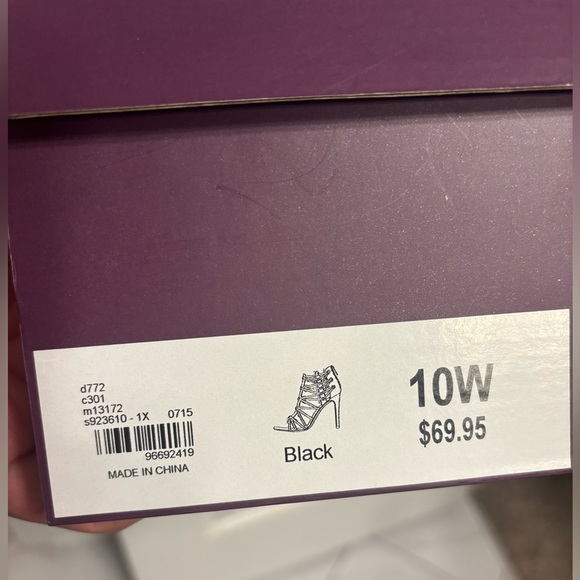 d772
c301
m13172
s923610 - 1X 0715
96692419
MADE IN CHINA
Black
10W
$69.95